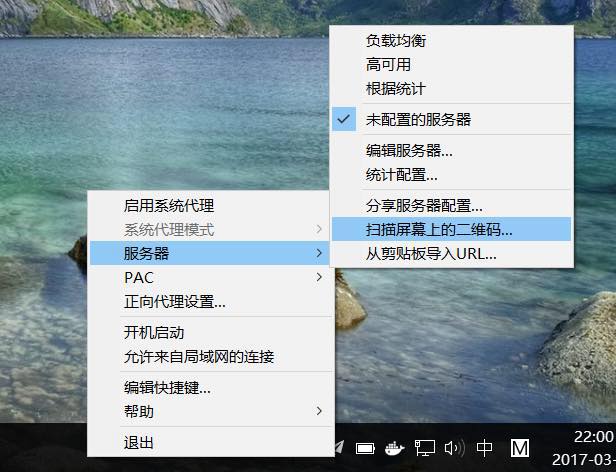 负载均衡
高可用
根据统计
未配置的服务器
编辑服务器...
统计配置...
分享服务器配置...
扫描屏幕上的二维码...
从剪贴板导入URL...
启用系统代理
系统代理模式
服务器
PAC
正向代理设置...
开机启动
允许来自局域网的连接
编辑快捷键...
帮助
退出
中
M
22:00
2017-03-